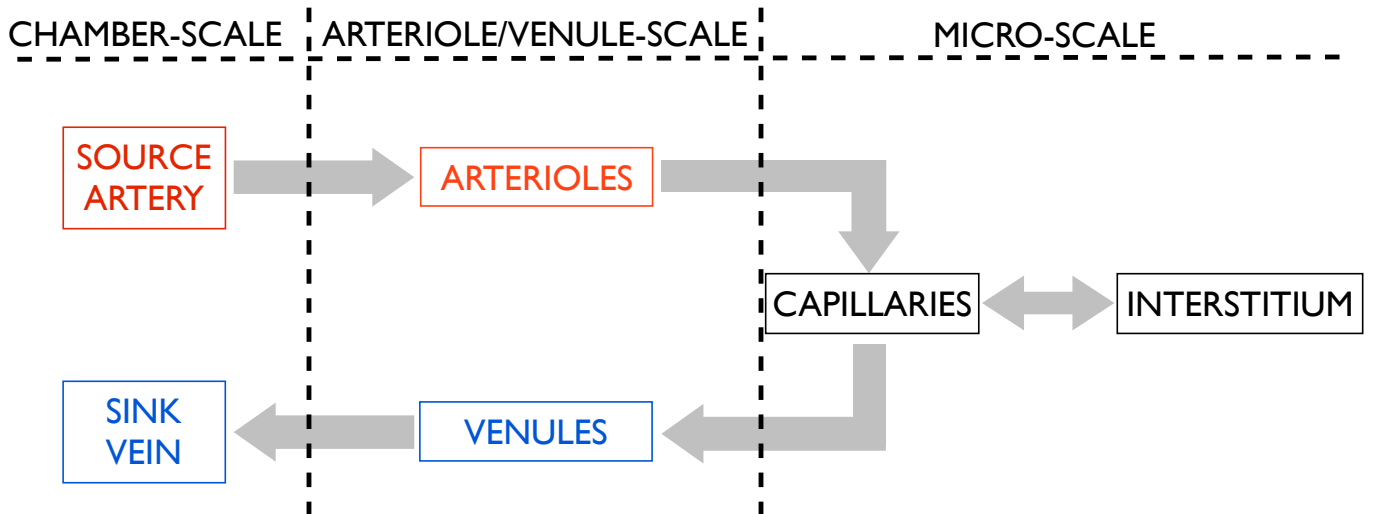 CHAMBER-SCALE
ARTERIOLE/VENULE-SCALE
MICRO-SCALE
SOURCE
ARTERY
ARTERIOLES
CAPILLARIES
INTERSTITIUM
SINK
VEIN
VENULES